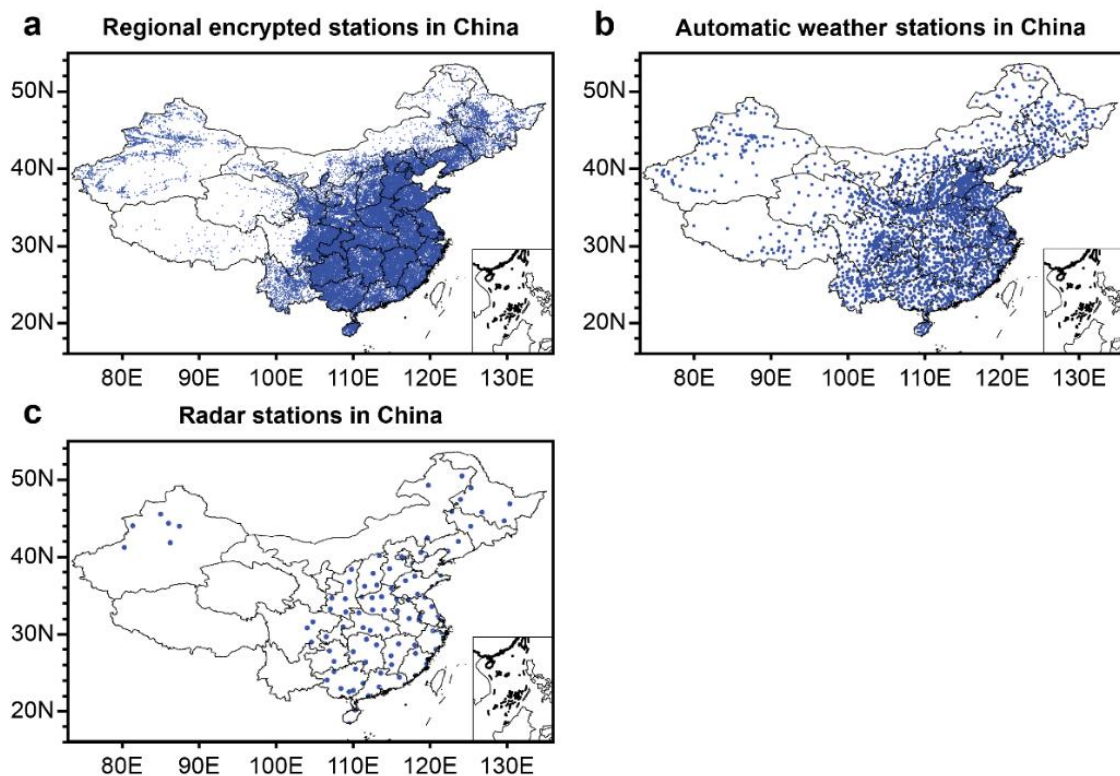 a Regional encrypted stations in China
b Automatic weather stations in China
50N
40N
30N
20N
80E 90E 100E 110E 120E 130E
50N
40N
30N
20N
80E 90E 100E 110E 120E 130E
c Radar stations in China
50N
40N
30N
20N
80E 90E 100E 110E 120E 130E